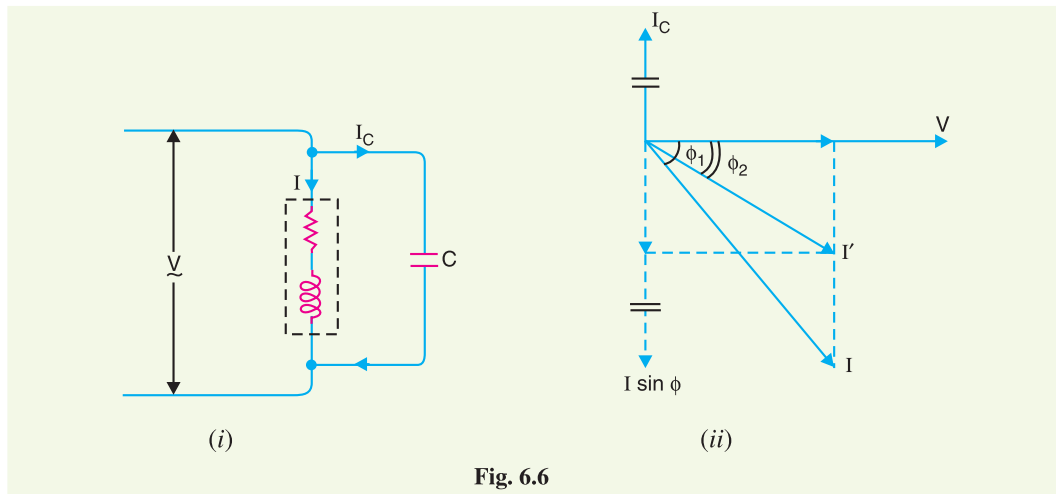 I_C
I
V
~
C
(i)
I_C
V
ϕ₁
ϕ₂
I′
I
I sin ϕ
(ii)
Fig. 6.6